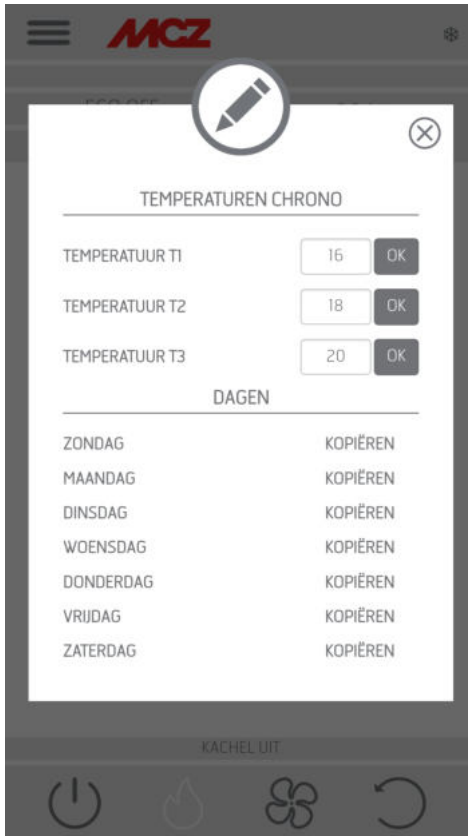 MCZ
TEMPERATUREN CHRONO
TEMPERATUUR T1 16 OK
TEMPERATUUR T2 18 OK
TEMPERATUUR T3 20 OK
DAGEN
ZONDAG KOPIËREN
MAANDAG KOPIËREN
DINSDAG KOPIËREN
WOENSDAG KOPIËREN
DONDERDAG KOPIËREN
VRIJDAG KOPIËREN
ZATERDAG KOPIËREN
KACHEL UIT